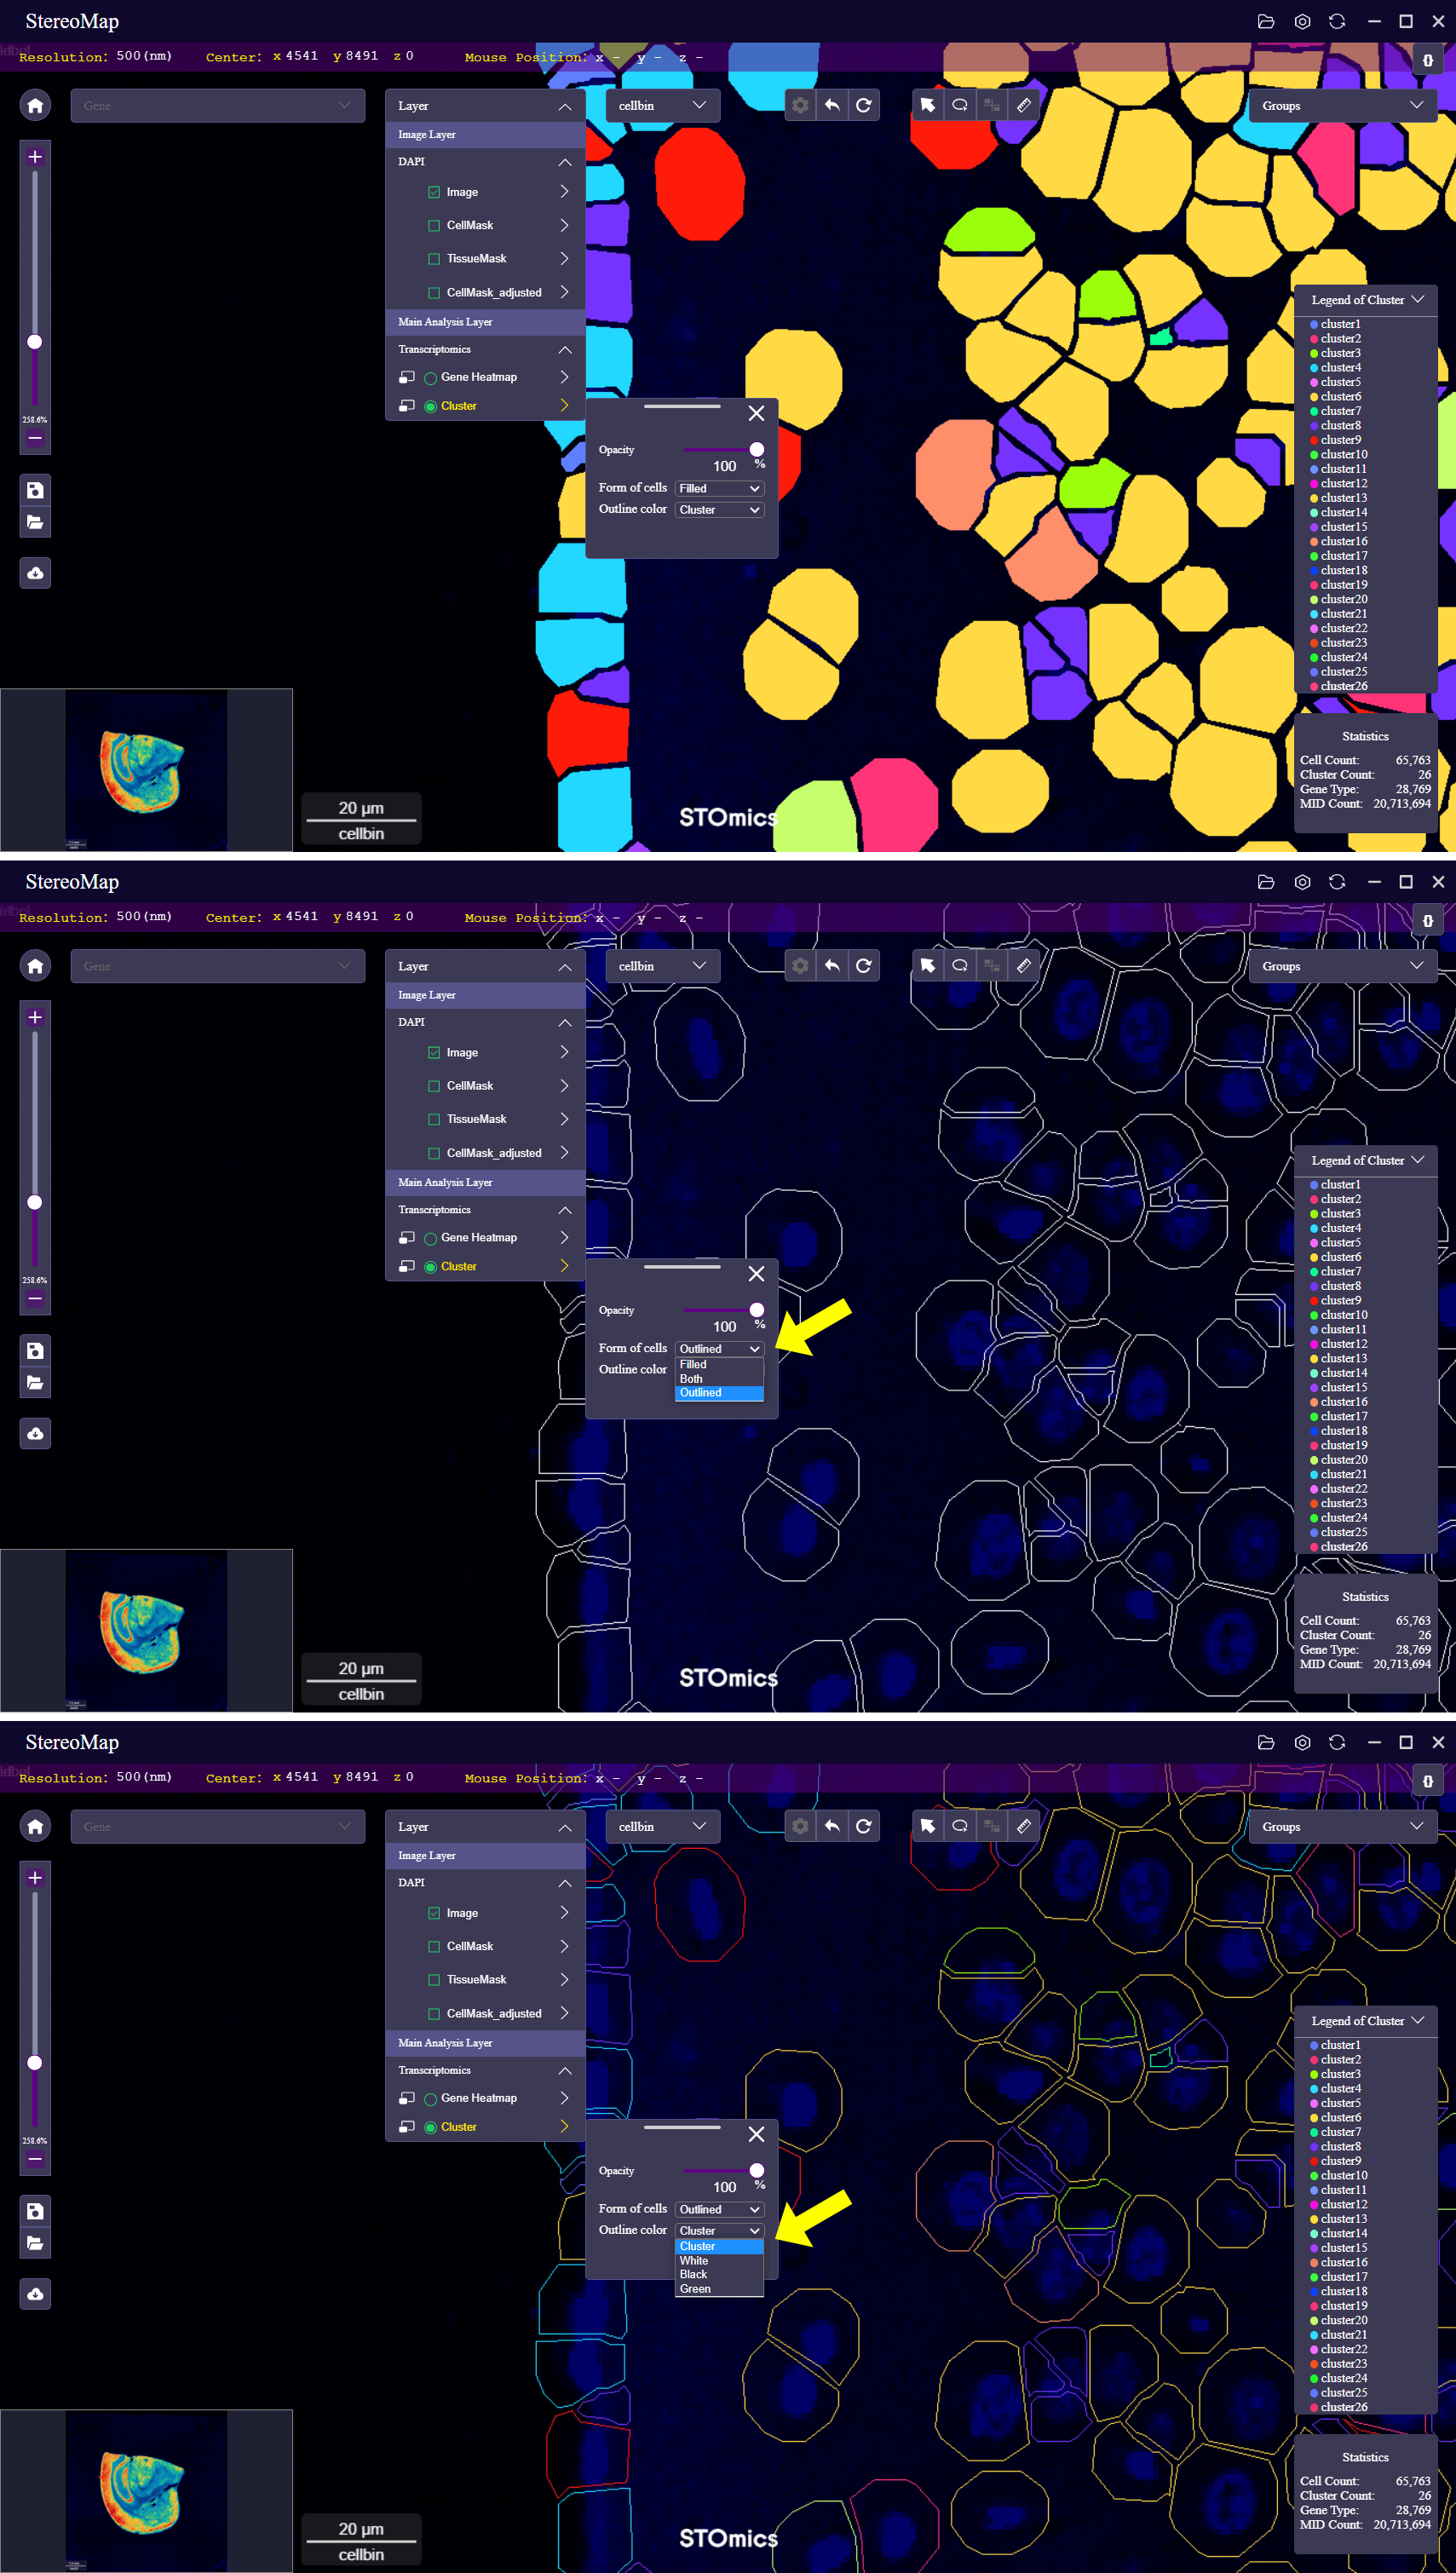 StereoMap
Resolution: 500(nm) Center: x 4541 y 8491 z 0 Mouse Position: x - y - z -
{}
Gene
Layer
cellbin
Groups
Image Layer
DAPI
Image
CellMask
TissueMask
CellMask_adjusted
Main Analysis Layer
Transcriptomics
Gene Heatmap
Cluster
258.6%
Opacity
100 %
Form of cells Filled
Outline color Cluster
Legend of Cluster
cluster1
cluster2
cluster3
cluster4
cluster5
cluster6
cluster7
cluster8
cluster9
cluster10
cluster11
cluster12
cluster13
cluster14
cluster15
cluster16
cluster17
cluster18
cluster19
cluster20
cluster21
cluster22
cluster23
cluster24
cluster25
cluster26
Statistics
Cell Count: 65,763
Cluster Count: 26
Gene Type: 28,769
MID Count: 20,713,694
20 μm
cellbin
STOmics
StereoMap
Resolution: 500(nm) Center: x 4541 y 8491 z 0 Mouse Position: x - y - z -
{}
Gene
Layer
cellbin
Groups
Image Layer
DAPI
Image
CellMask
TissueMask
CellMask_adjusted
Main Analysis Layer
Transcriptomics
Gene Heatmap
Cluster
258.6%
Opacity
100 %
Form of cells Outlined
Outline color
Filled
Both
Outlined
Legend of Cluster
cluster1
cluster2
cluster3
cluster4
cluster5
cluster6
cluster7
cluster8
cluster9
cluster10
cluster11
cluster12
cluster13
cluster14
cluster15
cluster16
cluster17
cluster18
cluster19
cluster20
cluster21
cluster22
cluster23
cluster24
cluster25
cluster26
Statistics
Cell Count: 65,763
Cluster Count: 26
Gene Type: 28,769
MID Count: 20,713,694
20 μm
cellbin
STOmics
StereoMap
Resolution: 500(nm) Center: x 4541 y 8491 z 0 Mouse Position: x - y - z -
{}
Gene
Layer
cellbin
Groups
Image Layer
DAPI
Image
CellMask
TissueMask
CellMask_adjusted
Main Analysis Layer
Transcriptomics
Gene Heatmap
Cluster
258.6%
Opacity
100 %
Form of cells Outlined
Outline color Cluster
Cluster
White
Black
Green
Legend of Cluster
cluster1
cluster2
cluster3
cluster4
cluster5
cluster6
cluster7
cluster8
cluster9
cluster10
cluster11
cluster12
cluster13
cluster14
cluster15
cluster16
cluster17
cluster18
cluster19
cluster20
cluster21
cluster22
cluster23
cluster24
cluster25
cluster26
Statistics
Cell Count: 65,763
Cluster Count: 26
Gene Type: 28,769
MID Count: 20,713,694
20 μm
cellbin
STOmics